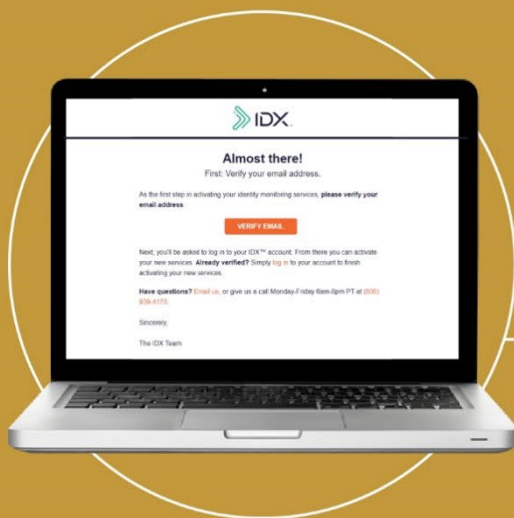 IDX
Almost there!
First: Verify your email address.
As the first step in activating your identity monitoring services, please verify your
email address.
VERIFY EMAIL
Next, you'll be asked to log in to your IDX™ account. From there you can activate
your new services. Already verified? Simply log in to your account to finish
activating your new services.
Have questions? Email us, or give us a call Monday-Friday 6am-6pm PT at
Sincerely,
The IDX Team